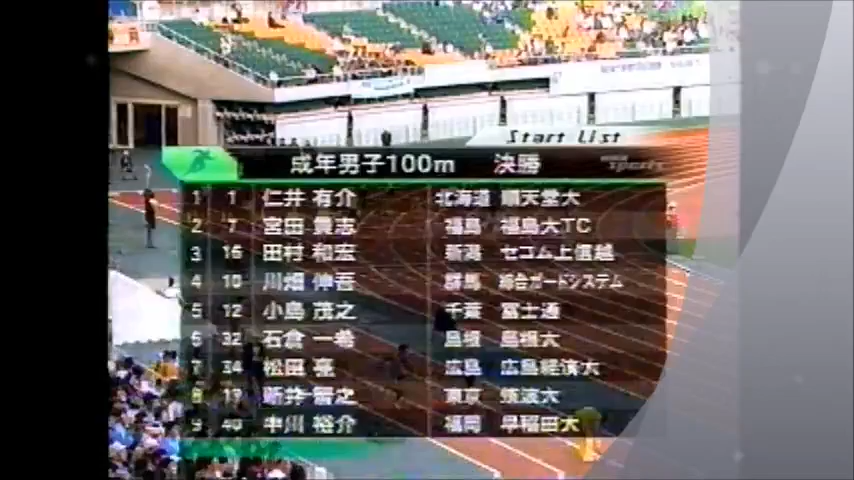 Start List
成年男子100m 決勝 sports
1 1 仁井 有介 北海道 順天堂大
2 7 宮田 貴志 福島 福島大TC
3 16 田村 和宏 新潟 セコム上信越
4 10 川畑 伸吾 群馬 綜合ガードシステム
5 12 小島 茂之 千葉 富士通
6 32 石倉 一希 島根 島根大
7 34 松田 亮 広島 広島経済大
8 新井 智之 東京 筑波大
9 40 中川 裕介 福岡 早稲田大